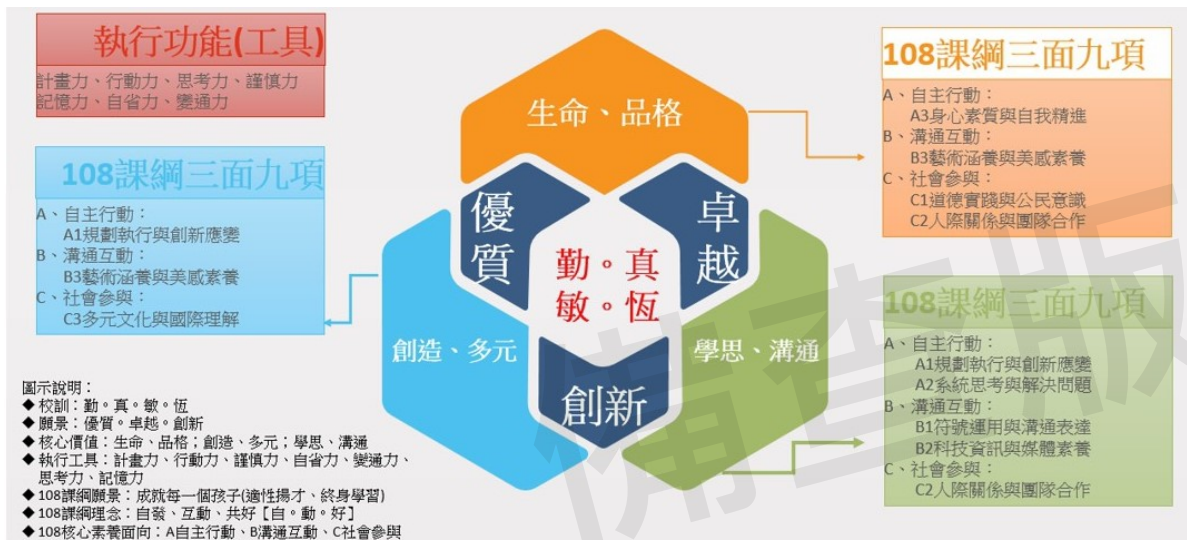 執行功能(工具)
計畫力、行動力、思考力、謹慎力
記憶力、自省力、變通力
108課綱三面九項
A、自主行動：
A1規劃執行與創新應變
B、溝通互動：
B3藝術涵養與美感素養
C、社會參與：
C3多元文化與國際理解
圖示說明：
◆ 校訓：勤。真。敏。恆
◆ 願景：優質。卓越。創新
◆ 核心價值：生命、品格；創造、多元；學思、溝通
◆ 執行工具：計畫力、行動力、謹慎力、自省力、變通力、
思考力、記憶力
◆ 108課綱願景：成就每一個孩子(適性揚才、終身學習)
◆ 108課綱理念：自發、互動、共好［自。動。好］
◆ 108核心素養面向：A自主行動、B溝通互動、C社會參與
生命、品格
優質
卓越
勤。真
敏。恆
創造、多元
學思、溝通
創新
108課綱三面九項
A、自主行動：
A3身心素質與自我精進
B、溝通互動：
B3藝術涵養與美感素養
C、社會參與：
C1道德實踐與公民意識
C2人際關係與團隊合作
108課綱三面九項
A、自主行動：
A1規劃執行與創新應變
A2系統思考與解決問題
B、溝通互動：
B1符號運用與溝通表達
B2科技資訊與媒體素養
C、社會參與：
C2人際關係與團隊合作
備查版